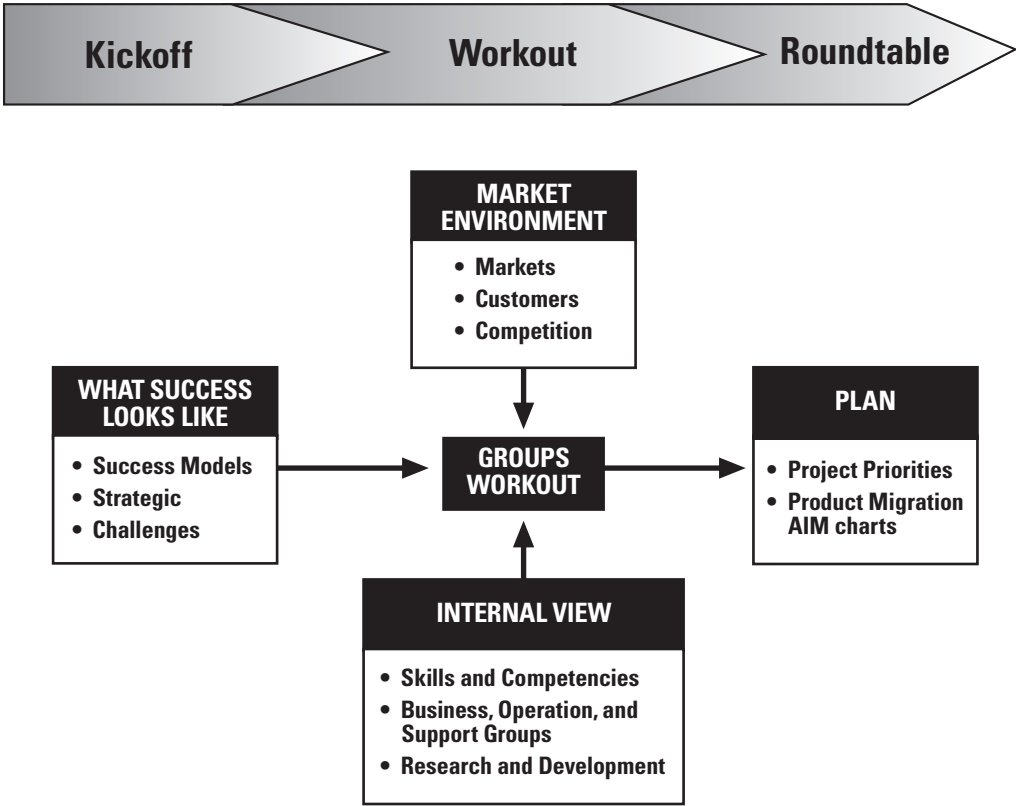 Kickoff
Workout
Roundtable
MARKET
ENVIRONMENT
• Markets
• Customers
• Competition
WHAT SUCCESS
LOOKS LIKE
• Success Models
• Strategic
• Challenges
GROUPS
WORKOUT
PLAN
• Project Priorities
• Product Migration
AIM charts
INTERNAL VIEW
• Skills and Competencies
• Business, Operation, and
Support Groups
• Research and Development